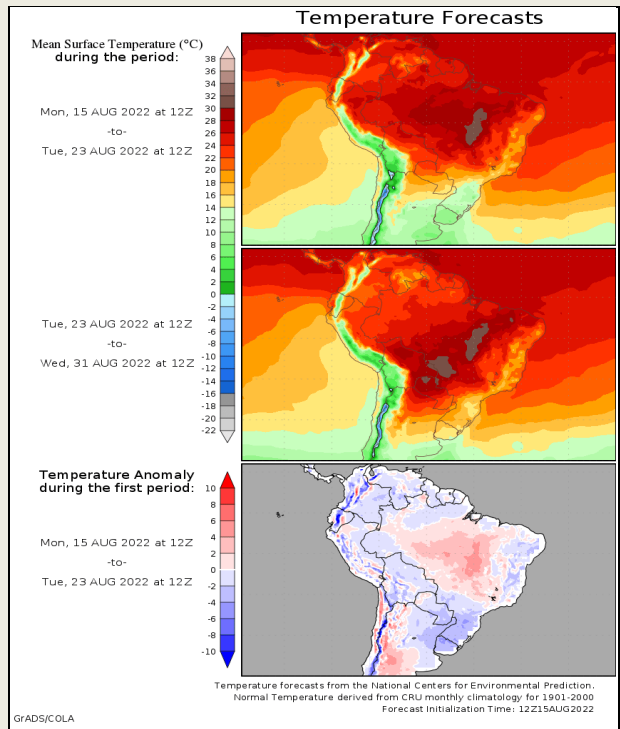 Temperature Forecasts
Mean Surface Temperature (°C)
during the period:
Mon, 15 AUG 2022 at 12Z
-to-
Tue, 23 AUG 2022 at 12Z
38
36
34
32
30
28
26
24
22
20
18
16
14
12
10
8
6
4
2
0
-2
-4
-6
-8
-10
-12
-14
-16
-18
-20
-22
Tue, 23 AUG 2022 at 12Z
-to-
Wed, 31 AUG 2022 at 12Z
Temperature Anomaly
during the first period:
Mon, 15 AUG 2022 at 12Z
-to-
Tue, 23 AUG 2022 at 12Z
10
8
6
4
2
0
-2
-4
-6
-8
-10
Temperature forecasts from the National Centers for Environmental Prediction.
Normal Temperature derived from CRU monthly climatology for 1901-2000
Forecast Initialization Time: 12Z15AUG2022
GrADS/COLA